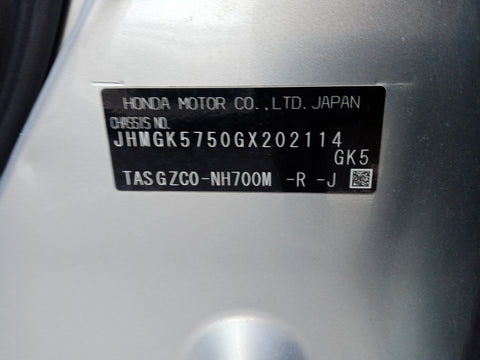 HONDA MOTOR CO.,LTD.JAPAN
CHASSIS NO.
JHMGK5750GX202114
GK5
TASGZC0-NH700M -R -J